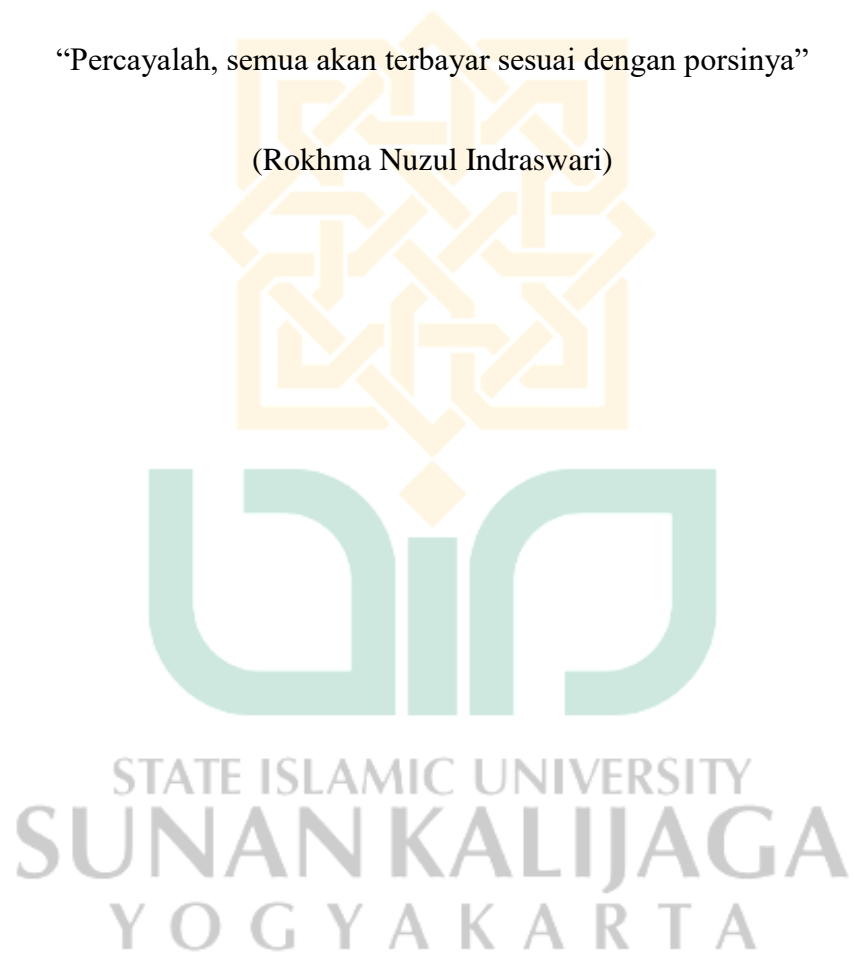 “Percayalah, semua akan terbayar sesuai dengan porsinya”
(Rokhma Nuzul Indraswari)
STATE ISLAMIC UNIVERSITY
SUNAN KALIJAGA
YOGYAKARTA